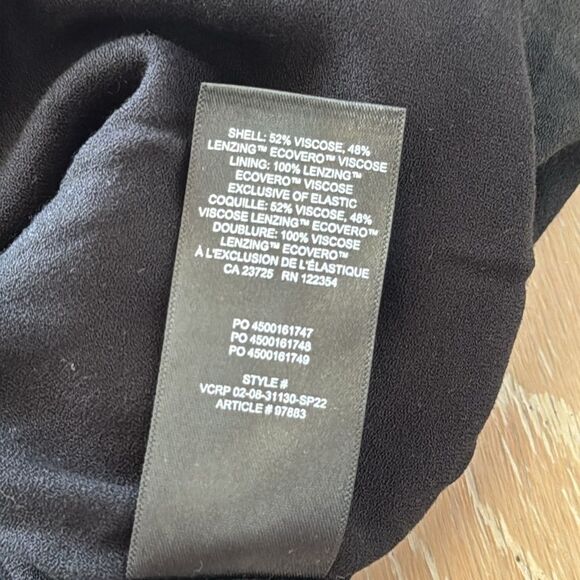 SHELL: 52% VISCOSE, 48%
LENZING™ ECOVERO™ VISCOSE
LINING: 100% LENZING™
ECOVERO™ VISCOSE
EXCLUSIVE OF ELASTIC
COQUILLE: 52% VISCOSE, 48%
VISCOSE LENZING™ ECOVERO™
DOUBLURE: 100% VISCOSE
LENZING™ ECOVERO™
À L'EXCLUSION DE L'ÉLASTIQUE
CA 23725 RN 122354
PO 4500161747
PO 4500161748
PO 4500161749
STYLE #
VCRP 02-08-31130-SP22
ARTICLE # 97883